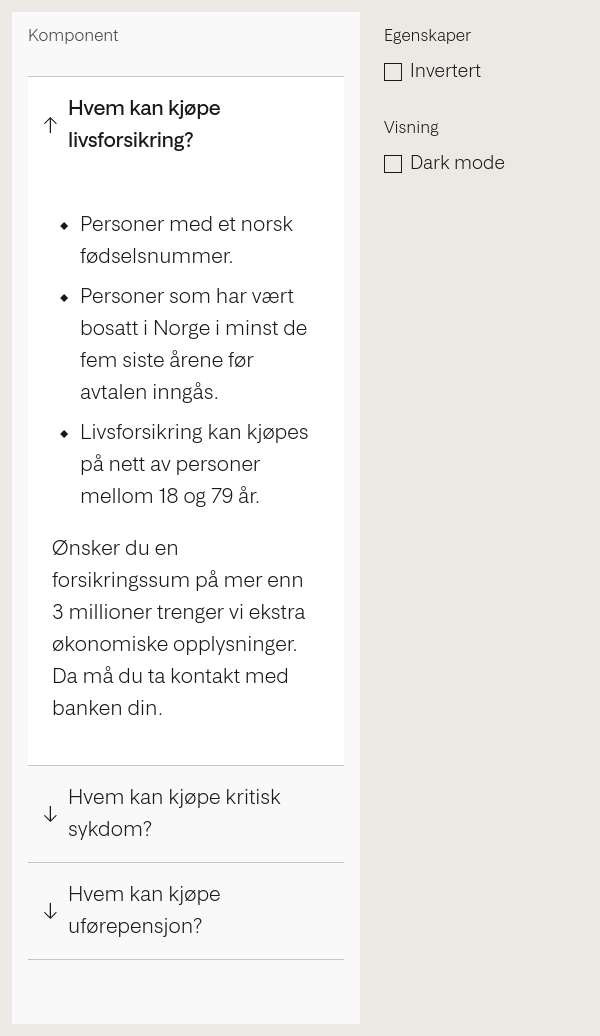 Komponent
Hvem kan kjøpe
livsforsikring?
Personer med et norsk
fødselsnummer.
Personer som har vært
bosatt i Norge i minst de
fem siste årene før
avtalen inngås.
Livsforsikring kan kjøpes
på nett av personer
mellom 18 og 79 år.
Ønsker du en
forsikringssum på mer enn
3 millioner trenger vi ekstra
økonomiske opplysninger.
Da må du ta kontakt med
banken din.
Hvem kan kjøpe kritisk
sykdom?
Hvem kan kjøpe
uførepensjon?
Egenskaper
Invertert
Visning
Dark mode